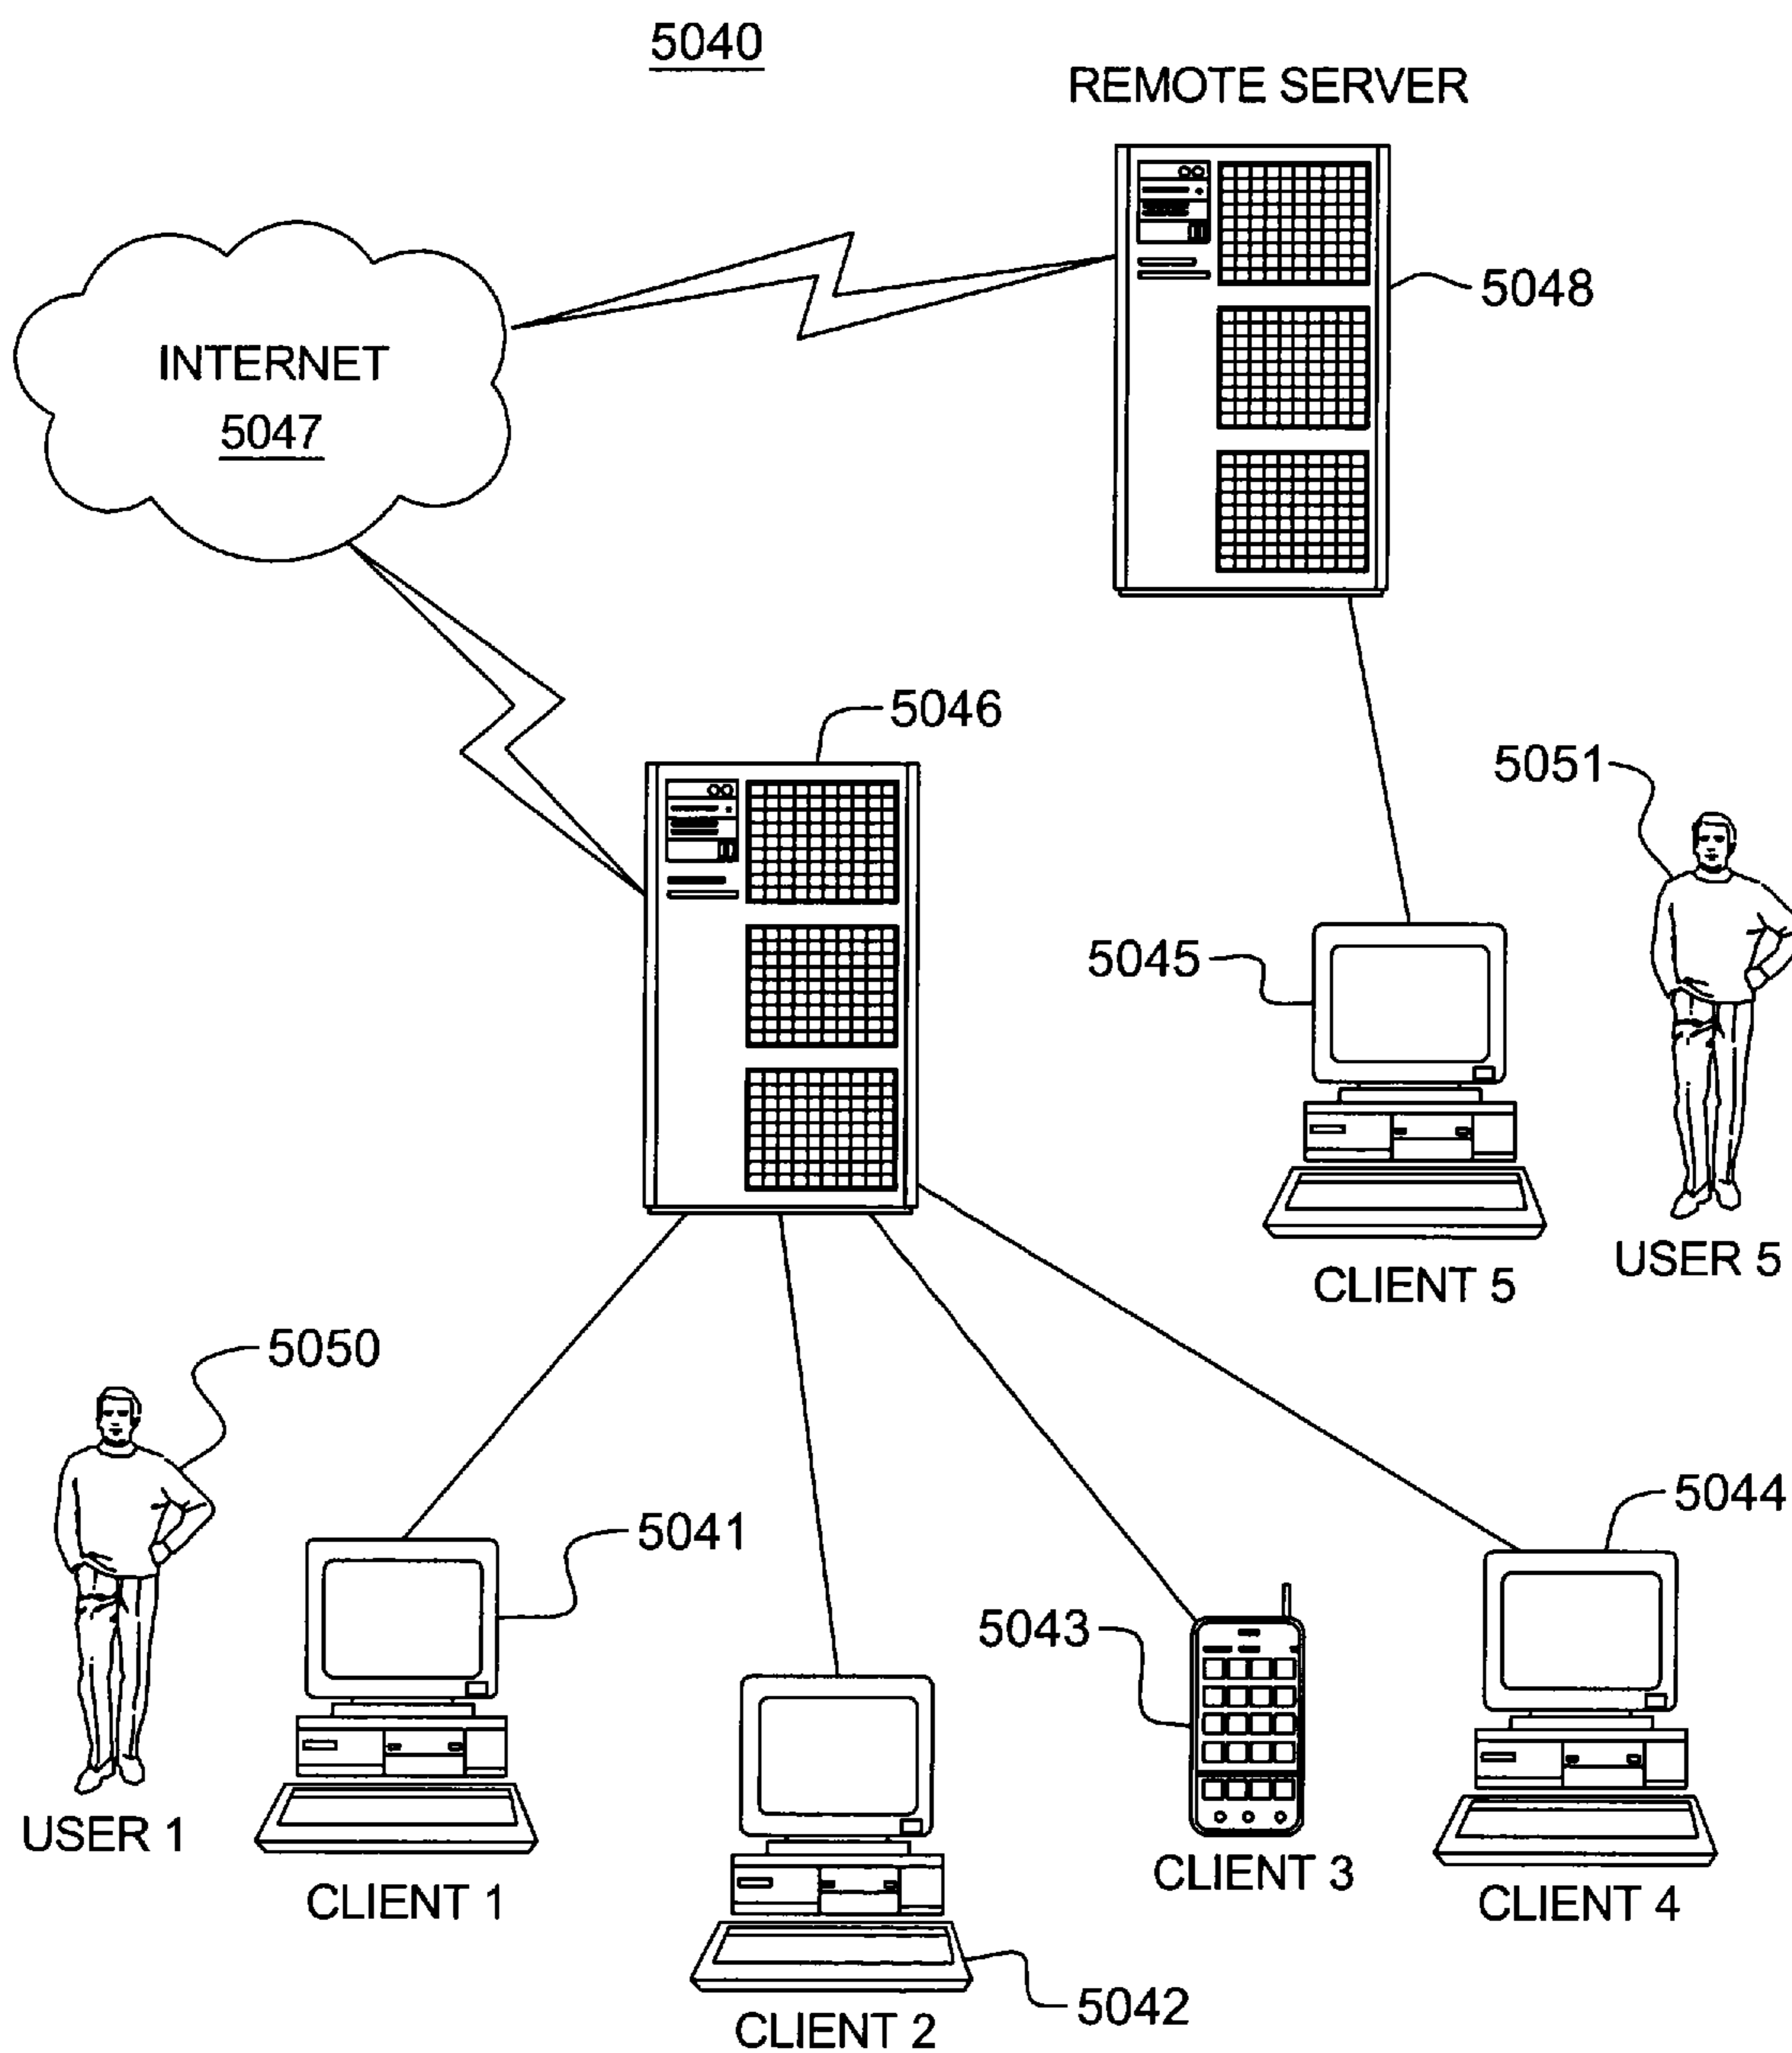 5040
REMOTE SERVER
5048
INTERNET
5047
5046
5051
5045
USER 5
CLIENT 5
5050
5044
5041
5043
USER 1
CLIENT 3
CLIENT 1
CLIENT 4
5042
CLIENT 2